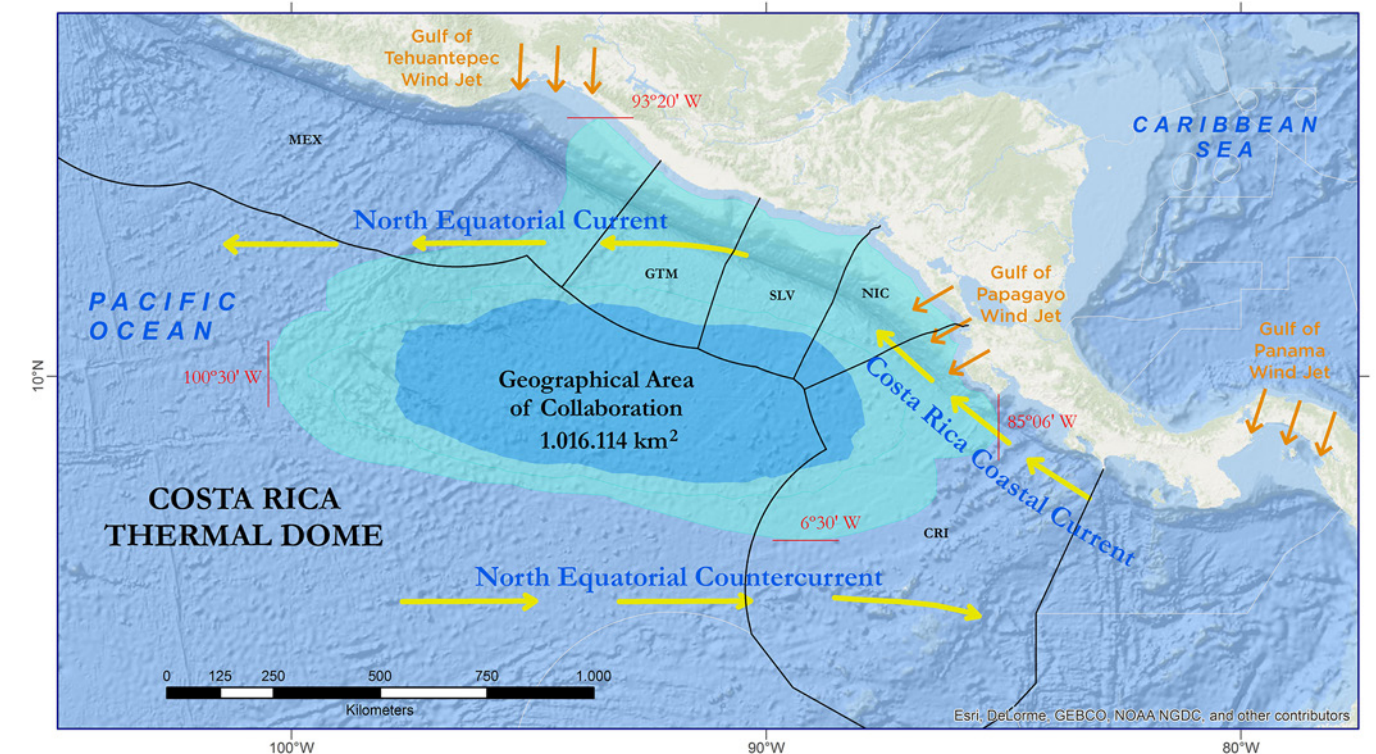 Gulf of
Tehuantepec
Wind Jet
93°20' W
CARIBBEAN
SEA
MEX
North Equatorial Current
GTM
SLV
NIC
Gulf of
Papagayo
Wind Jet
PACIFIC
OCEAN
Gulf of
Panama
Wind Jet
10°N
100°30' W
Geographical Area
of Collaboration
1.016.114 km²
Costa Rica Coastal Current
85°06' W
COSTA RICA
THERMAL DOME
6°30' W
CRI
North Equatorial Countercurrent
0 125 250 500 750 1.000
Kilometers
Esri, DeLorme, GEBCO, NOAA NGDC, and other contributors
100°W 90°W 80°W